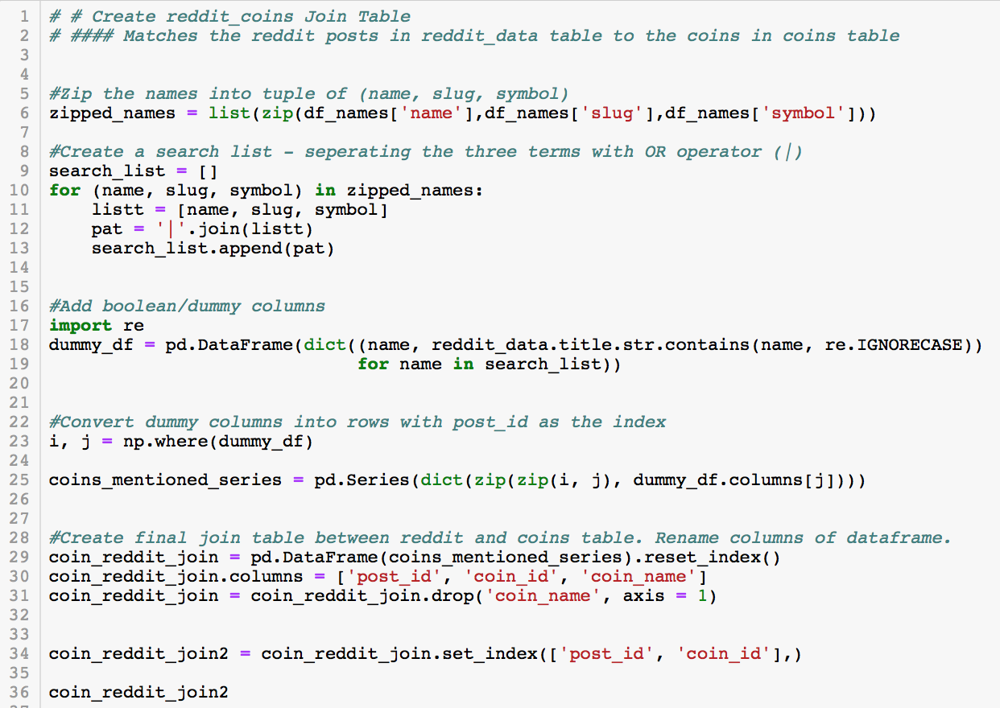 1 # # Create reddit_coins Join Table
2 # #### Matches the reddit posts in reddit_data table to the coins in coins table
3
4
5 #Zip the names into tuple of (name, slug, symbol)
6 zipped_names = list(zip(df_names['name'],df_names['slug'],df_names['symbol']))
7
8 #Create a search list - seperating the three terms with OR operator (|)
9 search_list = []
10 for (name, slug, symbol) in zipped_names:
11     listt = [name, slug, symbol]
12     pat = '|'.join(listt)
13     search_list.append(pat)
14
15
16 #Add boolean/dummy columns
17 import re
18 dummy_df = pd.DataFrame(dict((name, reddit_data.title.str.contains(name, re.IGNORECASE))
19                              for name in search_list))
20
21
22 #Convert dummy columns into rows with post_id as the index
23 i, j = np.where(dummy_df)
24
25 coins_mentioned_series = pd.Series(dict(zip(zip(i, j), dummy_df.columns[j])))
26
27
28 #Create final join table between reddit and coins table. Rename columns of dataframe.
29 coin_reddit_join = pd.DataFrame(coins_mentioned_series).reset_index()
30 coin_reddit_join.columns = ['post_id', 'coin_id', 'coin_name']
31 coin_reddit_join = coin_reddit_join.drop('coin_name', axis = 1)
32
33
34 coin_reddit_join2 = coin_reddit_join.set_index(['post_id', 'coin_id'],)
35
36 coin_reddit_join2